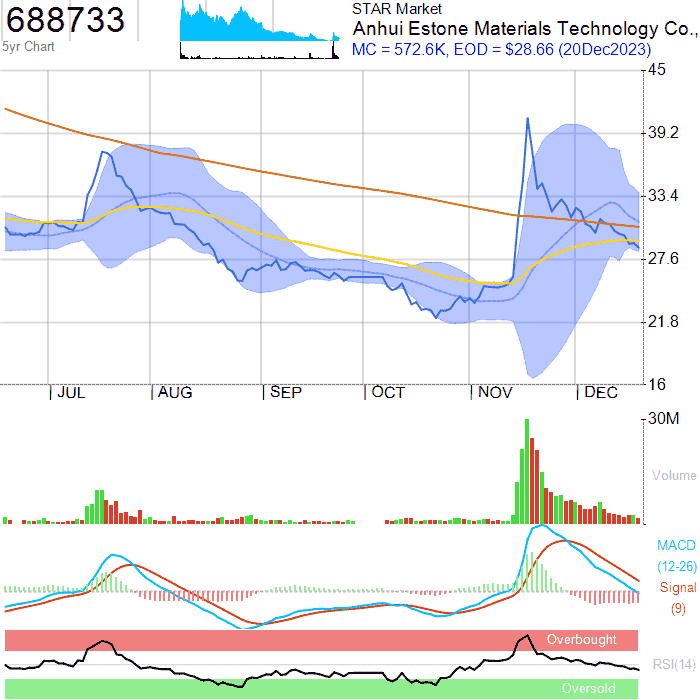 688733
5yr Chart
STAR Market
Anhui Estone Materials Technology Co.,
MC = 572.6K, EOD = $28.66 (20Dec2023)
45
39.2
33.4
27.6
21.8
16
JUL AUG SEP OCT NOV DEC
30M
Volume
MACD
(12-26)
Signal
(9)
Overbought
RSI(14)
Oversold